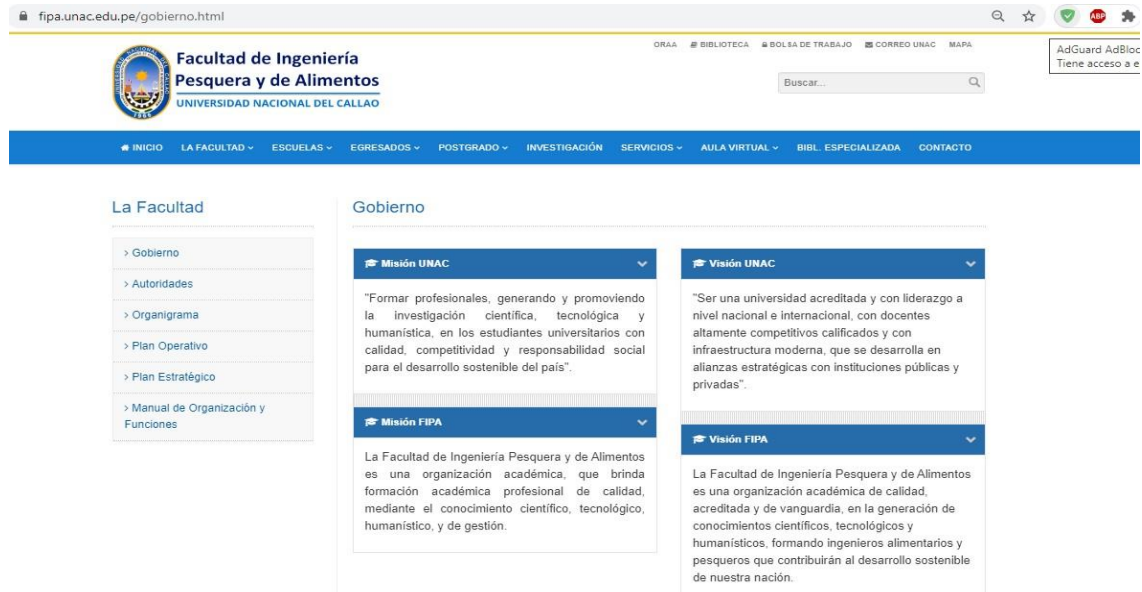 fipa.unac.edu.pe/gobierno.html
ABP
AdGuard AdBloc
Tiene acceso a e
Facultad de Ingeniería
Pesquera y de Alimentos
UNIVERSIDAD NACIONAL DEL CALLAO
1966
ORAA BIBLIOTECA BOLSA DE TRABAJO CORREO UNAC MAPA
Buscar...
INICIO LA FACULTAD ESCUELAS EGRESADOS POSTGRADO INVESTIGACIÓN SERVICIOS AULA VIRTUAL BIBL. ESPECIALIZADA CONTACTO
La Facultad
> Gobierno
> Autoridades
> Organigrama
> Plan Operativo
> Plan Estratégico
> Manual de Organización y
Funciones
Gobierno
Misión UNAC
"Formar profesionales, generando y promoviendo
la investigación científica, tecnológica y
humanística, en los estudiantes universitarios con
calidad, competitividad y responsabilidad social
para el desarrollo sostenible del país".
Misión FIPA
La Facultad de Ingeniería Pesquera y de Alimentos
es una organización académica, que brinda
formación académica profesional de calidad,
mediante el conocimiento científico, tecnológico,
humanístico, y de gestión.
Visión UNAC
"Ser una universidad acreditada y con liderazgo a
nivel nacional e internacional, con docentes
altamente competitivos calificados y con
infraestructura moderna, que se desarrolla en
alianzas estratégicas con instituciones públicas y
privadas".
Visión FIPA
La Facultad de Ingeniería Pesquera y de Alimentos
es una organización académica de calidad,
acreditada y de vanguardia, en la generación de
conocimientos científicos, tecnológicos y
humanísticos, formando ingenieros alimentarios y
pesqueros que contribuirán al desarrollo sostenible
de nuestra nación.